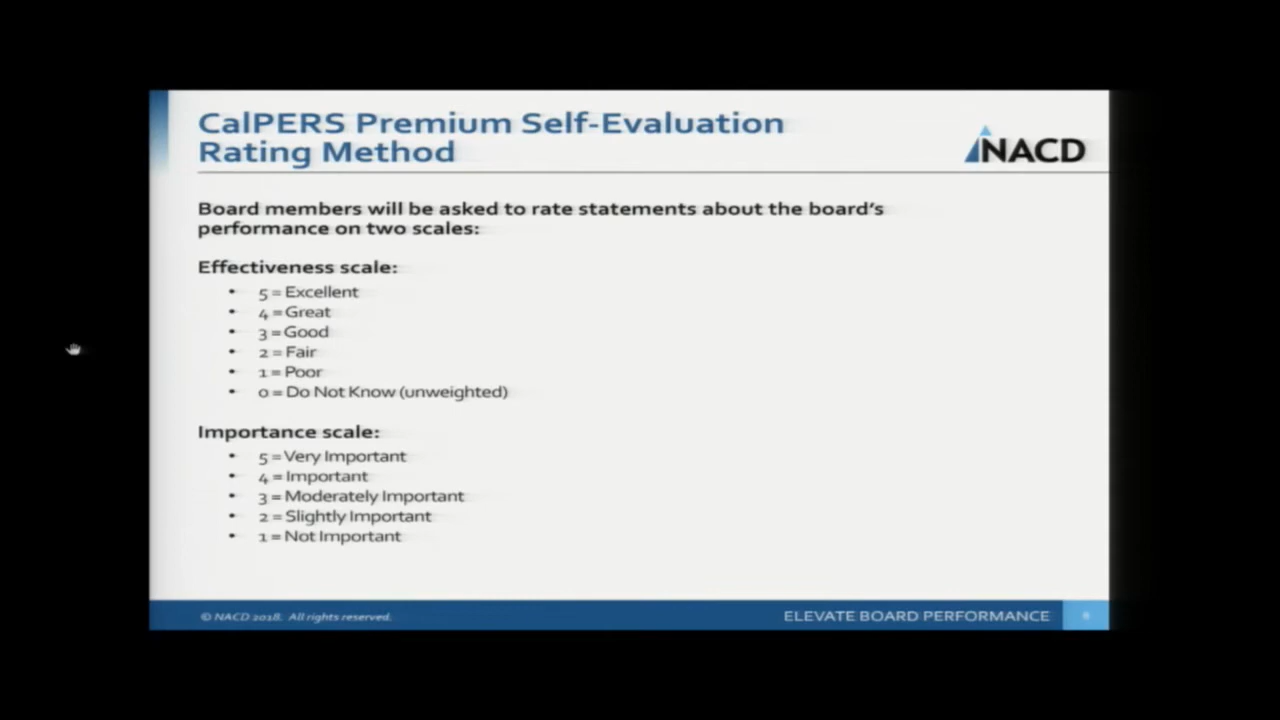 CalPERS Premium Self-Evaluation
Rating Method
NACD
Board members will be asked to rate statements about the board's
performance on two scales:
Effectiveness scale:
• 5 = Excellent
• 4 = Great
• 3 = Good
• 2 = Fair
• 1 = Poor
• 0 = Do Not Know (unweighted)
Importance scale:
• 5 = Very Important
• 4 = Important
• 3 = Moderately Important
• 2 = Slightly Important
• 1 = Not Important
© NACD 2018. All rights reserved.
ELEVATE BOARD PERFORMANCE